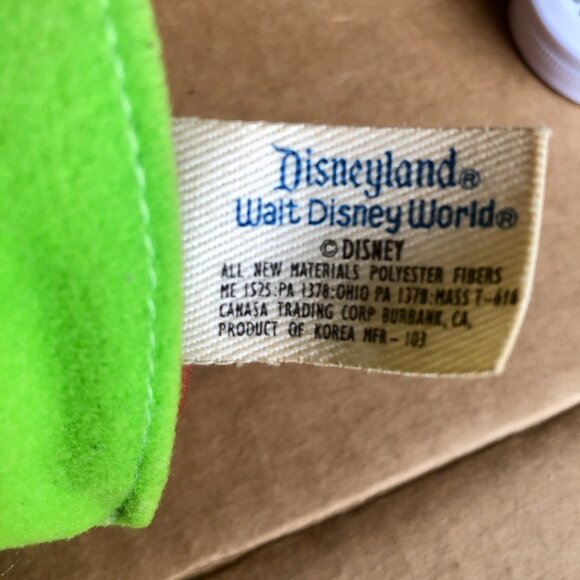 Disneyland®
Walt Disney World®
© DISNEY
ALL NEW MATERIALS POLYESTER FIBERS
ME 1525:PA 1378:OHIO PA 1378:MASS T-616
CANASA TRADING CORP BURBANK, CA.
PRODUCT OF KOREA MFR-103